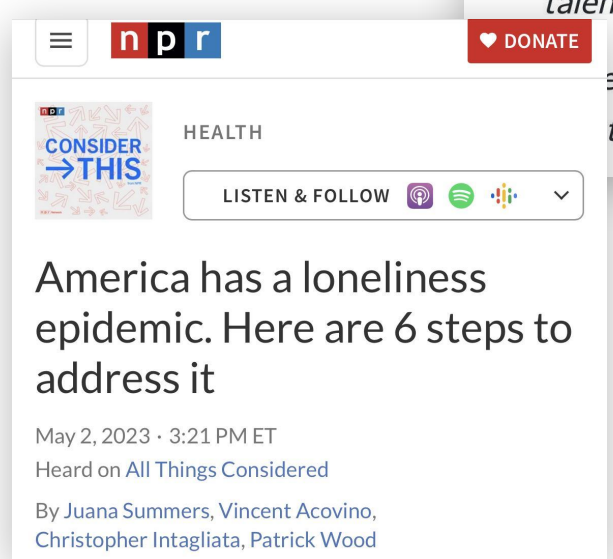 npr
DONATE
npr
CONSIDER
THIS
HEALTH
LISTEN & FOLLOW
America has a loneliness
epidemic. Here are 6 steps to
address it
May 2, 2023 · 3:21 PM ET
Heard on All Things Considered
By Juana Summers, Vincent Acovino,
Christopher Intagliata, Patrick Wood